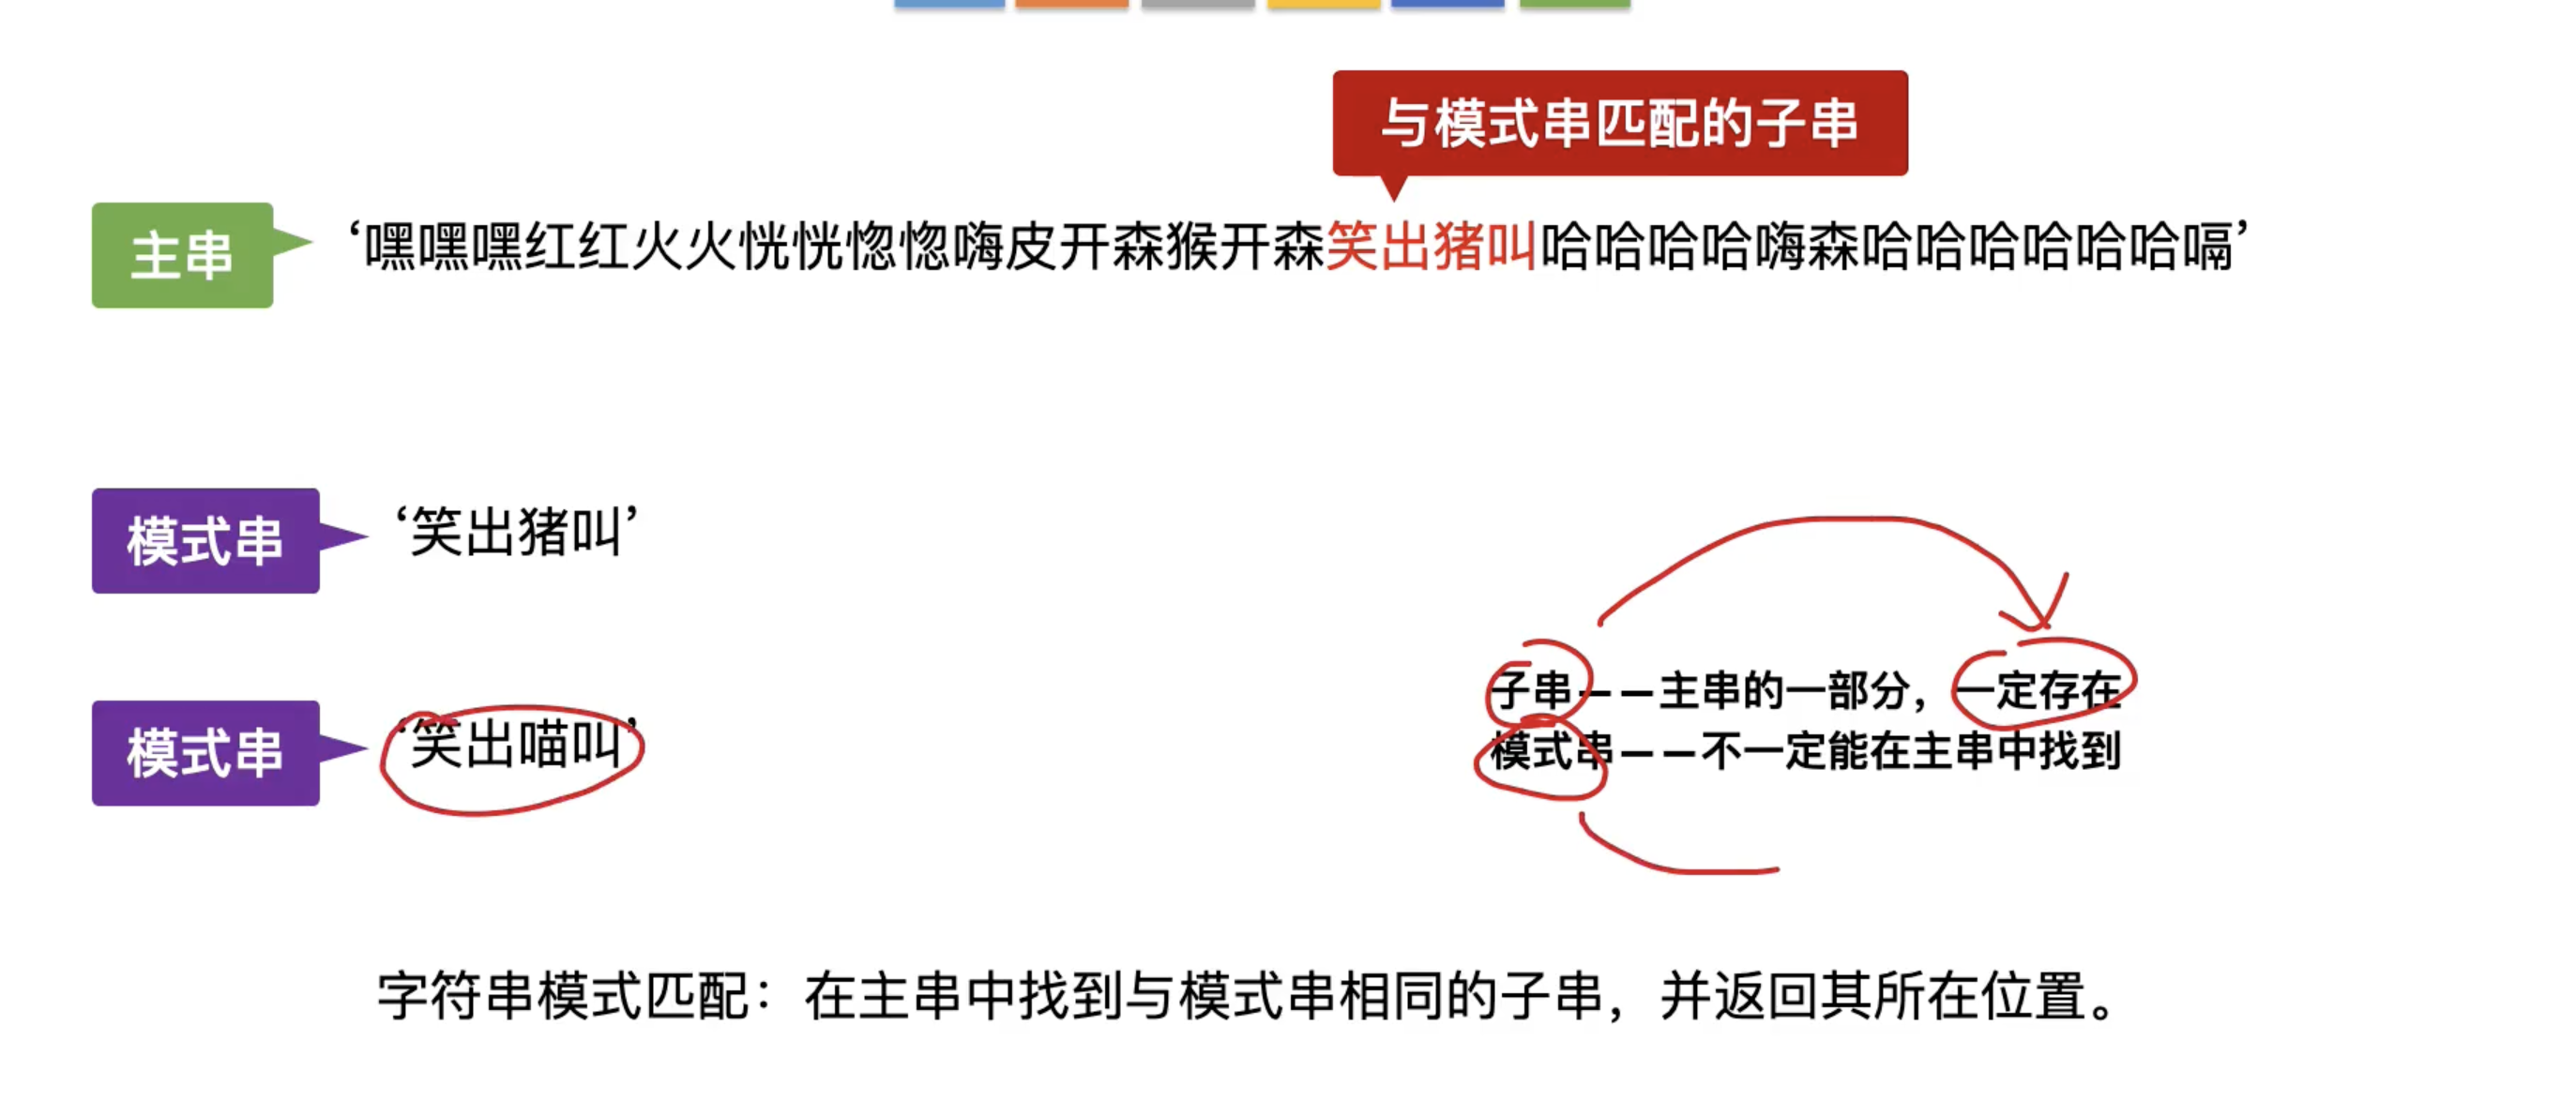 与模式串匹配的子串
主串
‘嘿嘿嘿红红火火恍恍惚惚嗨皮开森猴开森笑出猪叫哈哈哈哈嗨森哈哈哈哈哈哈嗝’
模式串
‘笑出猪叫’
模式串
‘笑出喵叫’
子串——主串的一部分，一定存在
模式串——不一定能在主串中找到
字符串模式匹配：在主串中找到与模式串相同的子串，并返回其所在位置。